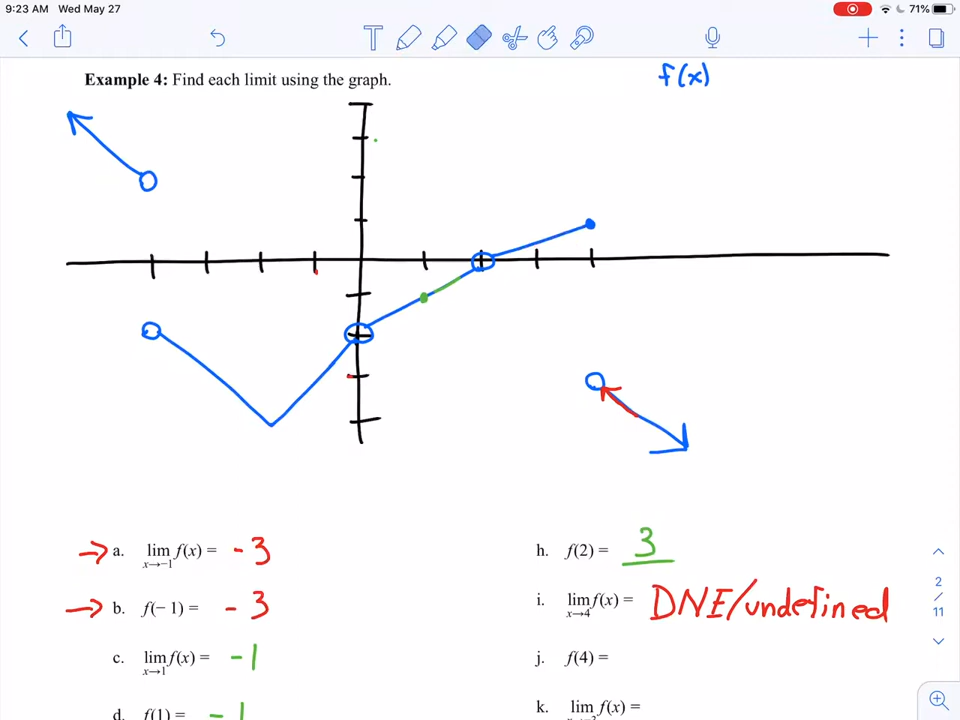 9:23 AM Wed May 27
71%
Example 4: Find each limit using the graph.
f(x)
a. lim f(x) = -3
x→-1
b. f(− 1) = -3
c. lim f(x) = -1
x→1
d. f(1) = -1
h. f(2) = 3
i. lim f(x) = DNE/undefined
x→4
j. f(4) =
k. lim f(x) =
2
/
11